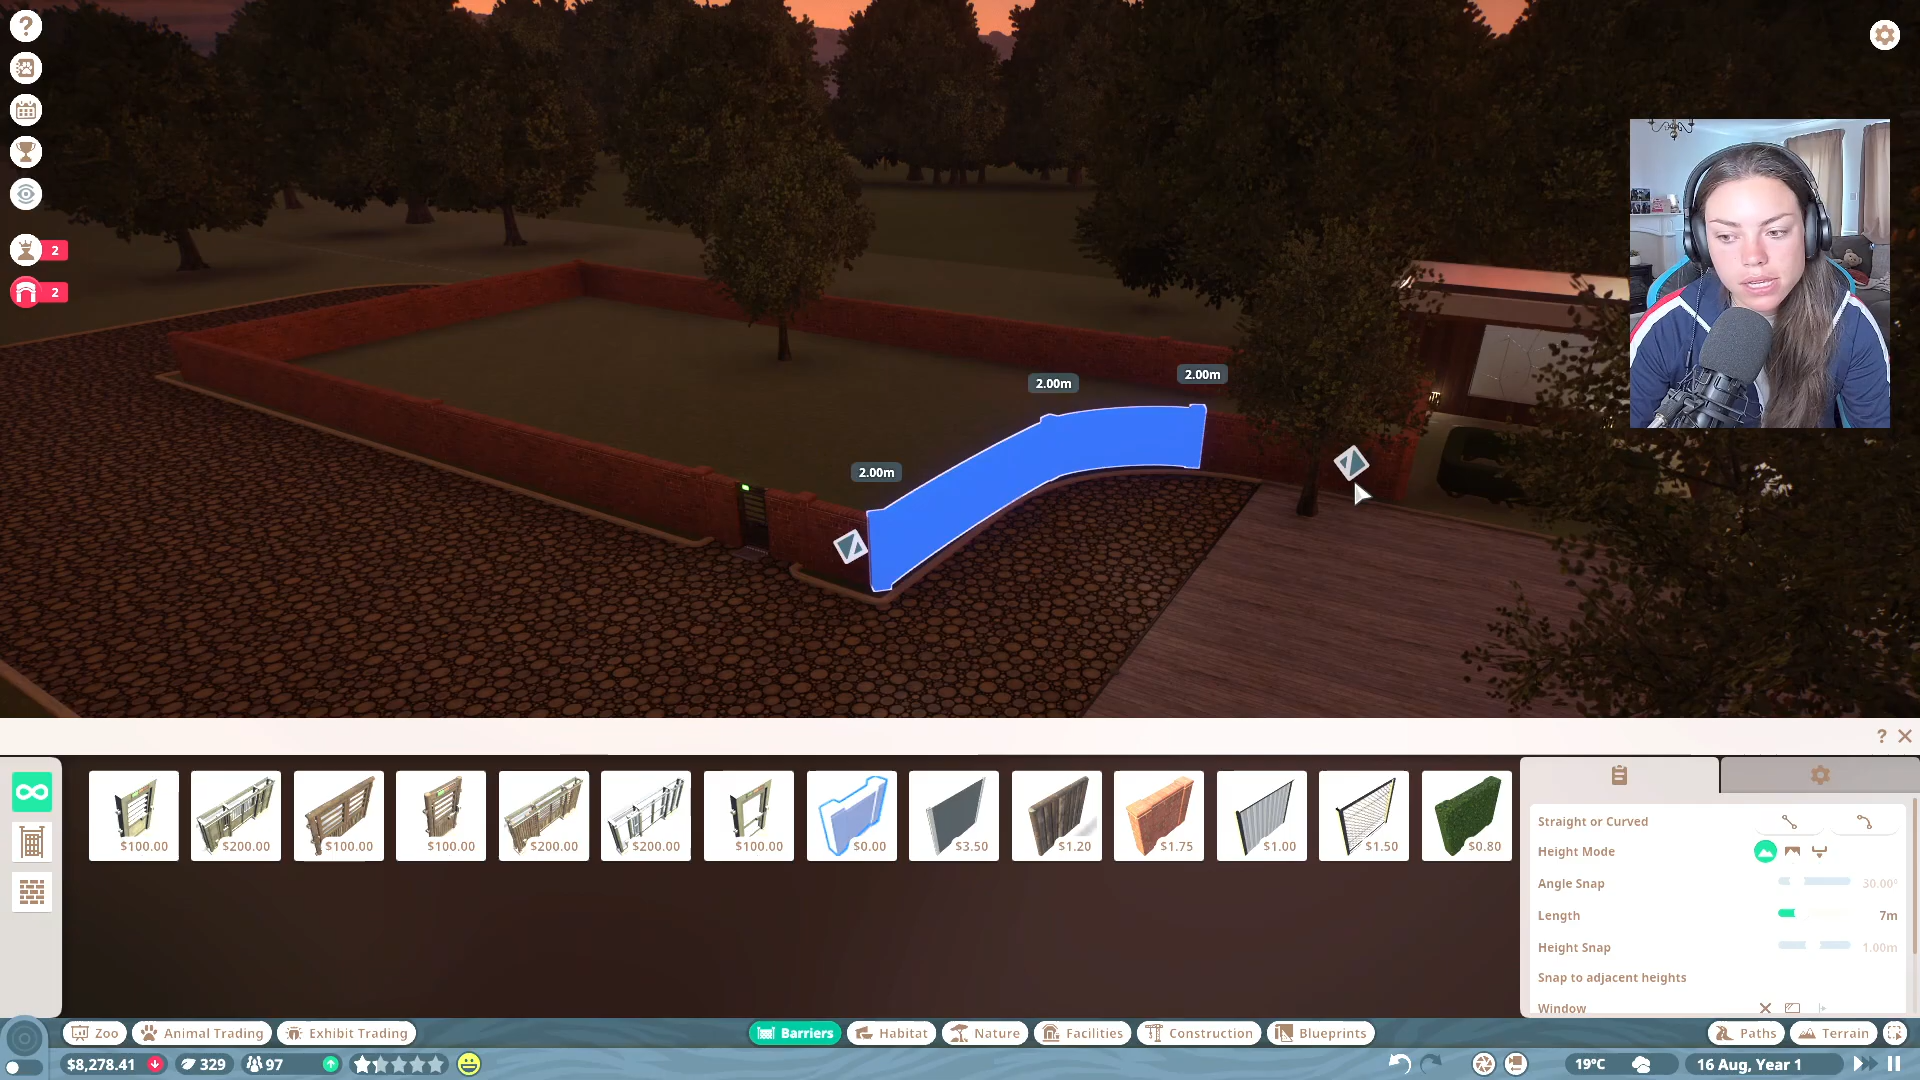 ?
2
2
2.00m
2.00m
2.00m
?
$100.00
$200.00
$100.00
$100.00
$200.00
$200.00
$100.00
$0.00
$3.50
$1.20
$1.75
$1.00
$1.50
$0.80
Straight or Curved
Height Mode
Angle Snap 30.00°
Length 7m
Height Snap 1.00m
Snap to adjacent heights
Window
Zoo Animal Trading Exhibit Trading Barriers Habitat Nature Facilities Construction Blueprints Paths Terrain
$8,278.41 329 97 19°C 16 Aug, Year 1